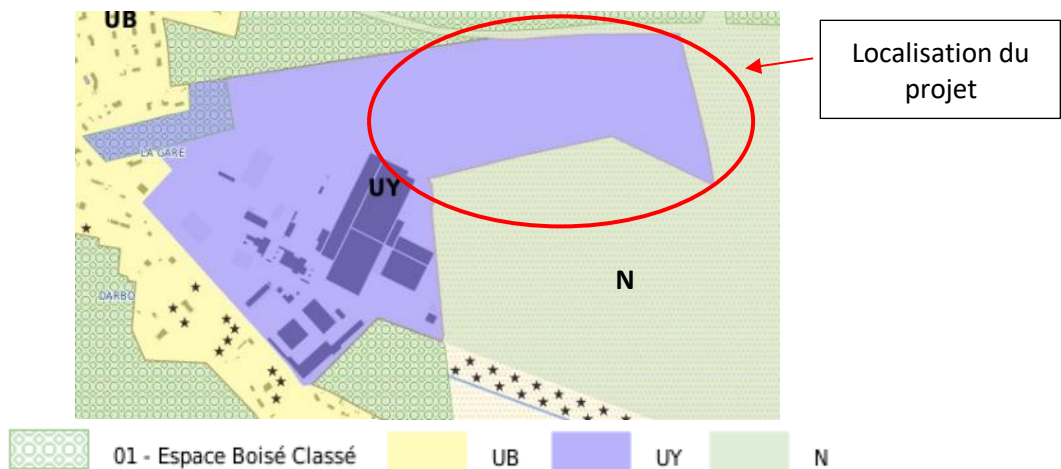 UB
Localisation du
projet
LA GARE
UY
N
DARBO
01 - Espace Boisé Classé
UB
UY
N